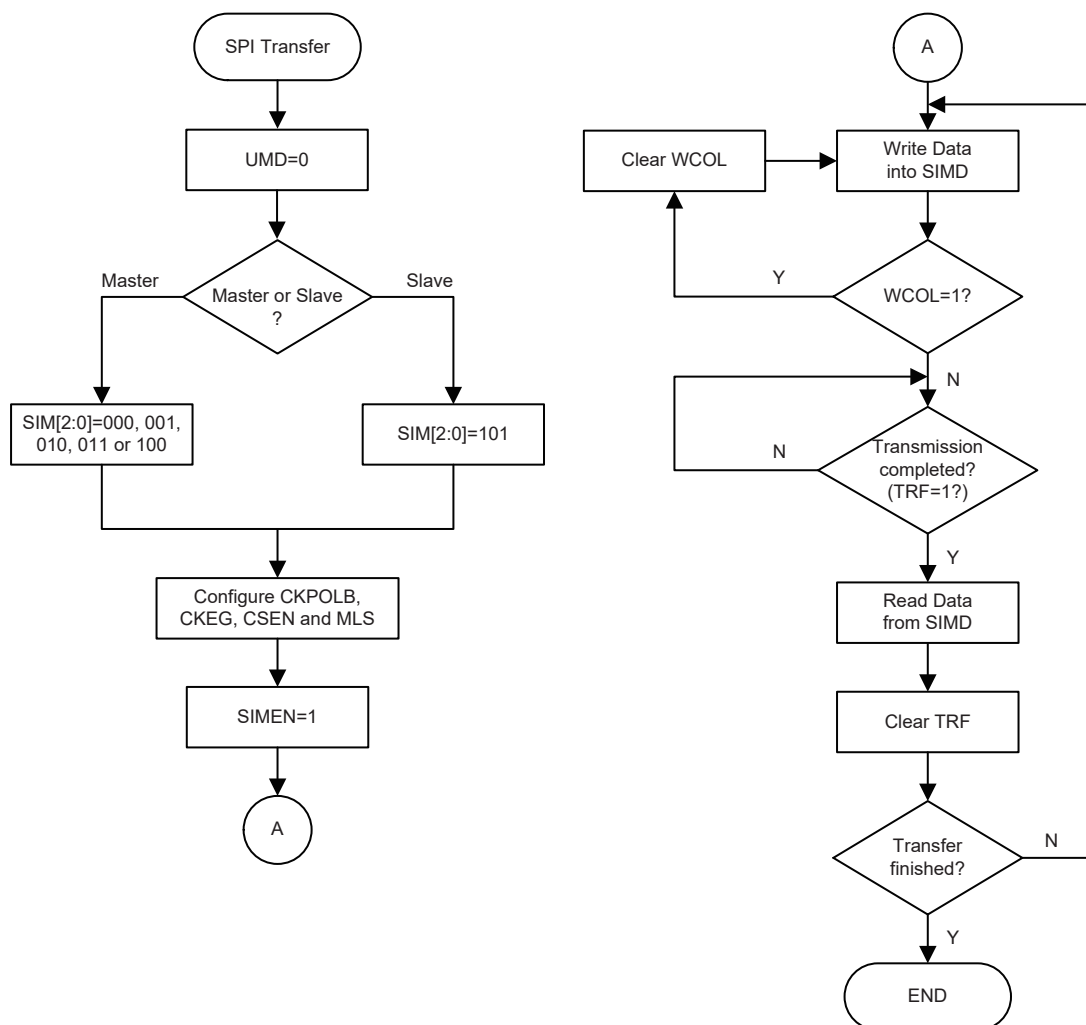 SPI Transfer
UMD=0
Master
Master or Slave
?
Slave
SIM[2:0]=000, 001,
010, 011 or 100
SIM[2:0]=101
Configure CKPOLB,
CKEG, CSEN and MLS
SIMEN=1
A
A
Clear WCOL
Write Data
into SIMD
Y
WCOL=1?
N
N
Transmission
completed?
(TRF=1?)
Y
Read Data
from SIMD
Clear TRF
Transfer
finished?
N
Y
END